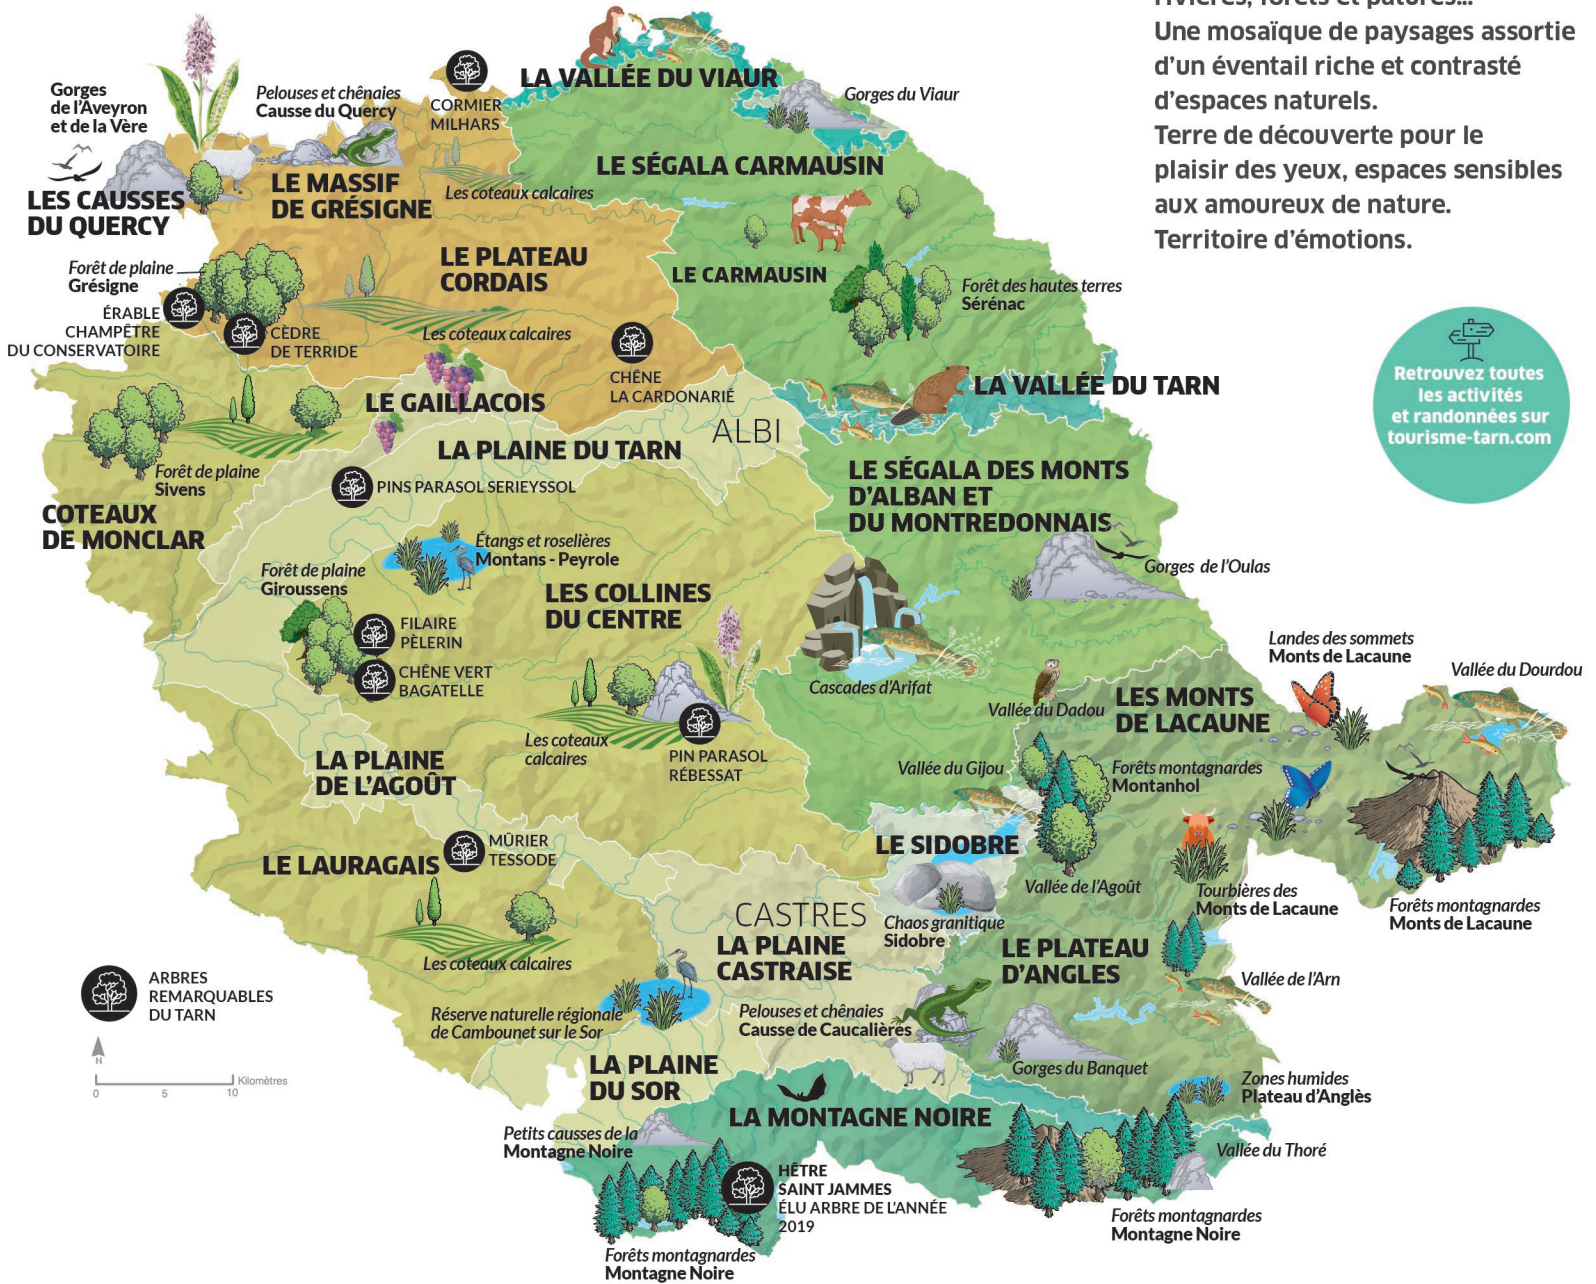 rivières, forêts et pâtures...
Une mosaïque de paysages assortie
d'un éventail riche et contrasté
d'espaces naturels.
Terre de découverte pour le
plaisir des yeux, espaces sensibles
aux amoureux de nature.
Territoire d'émotions.
Retrouvez toutes
les activités
et randonnées sur
tourisme-tarn.com
Gorges
de l'Aveyron
et de la Vère
Pelouses et chênaies
Causse du Quercy
CORMIER
MILHARS
LA VALLÉE DU VIAUR
Gorges du Viaur
LES CAUSSES
DU QUERCY
LE MASSIF
DE GRÉSIGNE
Les coteaux calcaires
LE SÉGALA CARMAUSIN
Forêt de plaine
Grésigne
LE PLATEAU
CORDAIS
LE CARMAUSIN
Forêt des hautes terres
Sérénac
ÉRABLE
CHAMPÊTRE
DU CONSERVATOIRE
CÈDRE
DE TERRIDE
Les coteaux calcaires
CHÊNE
LA CARDONARIÉ
LE GAILLACOIS
LA VALLÉE DU TARN
ALBI
LA PLAINE DU TARN
Forêt de plaine
Sivens
PINS PARASOL SERIEYSSOL
LE SÉGALA DES MONTS
D'ALBAN ET
DU MONTREDONNAIS
COTEAUX
DE MONCLAR
Étangs et roselières
Montans - Peyrole
Gorges de l'Oulas
Forêt de plaine
Giroussens
LES COLLINES
DU CENTRE
FILAIRE
PÈLERIN
CHÊNE VERT
BAGATELLE
Cascades d'Arifat
Landes des sommets
Monts de Lacaune
Vallée du Dourdou
Vallée du Dadou
LES MONTS
DE LACAUNE
Les coteaux
calcaires
PIN PARASOL
RÉBESSAT
LA PLAINE
DE L'AGOÛT
Vallée du Gijou
Forêts montagnardes
Montanhol
LE LAURAGAIS
MÛRIER
TESSODE
LE SIDOBRE
Vallée de l'Agoût
Tourbières des
Monts de Lacaune
Forêts montagnardes
Monts de Lacaune
CASTRES
LA PLAINE
CASTRAISE
Chaos granitique
Sidobre
LE PLATEAU
D'ANGLES
Les coteaux calcaires
Vallée de l'Arn
ARBRES
REMARQUABLES
DU TARN
Réserve naturelle régionale
de Cambounet sur le Sor
Pelouses et chênaies
Causse de Caucalières
N
Kilomètres
0 5 10
LA PLAINE
DU SOR
Gorges du Banquet
Zones humides
Plateau d'Anglès
LA MONTAGNE NOIRE
Petits causses de la
Montagne Noire
Vallée du Thoré
HÊTRE
SAINT JAMMES
ÉLU ARBRE DE L'ANNÉE
2019
Forêts montagnardes
Montagne Noire
Forêts montagnardes
Montagne Noire